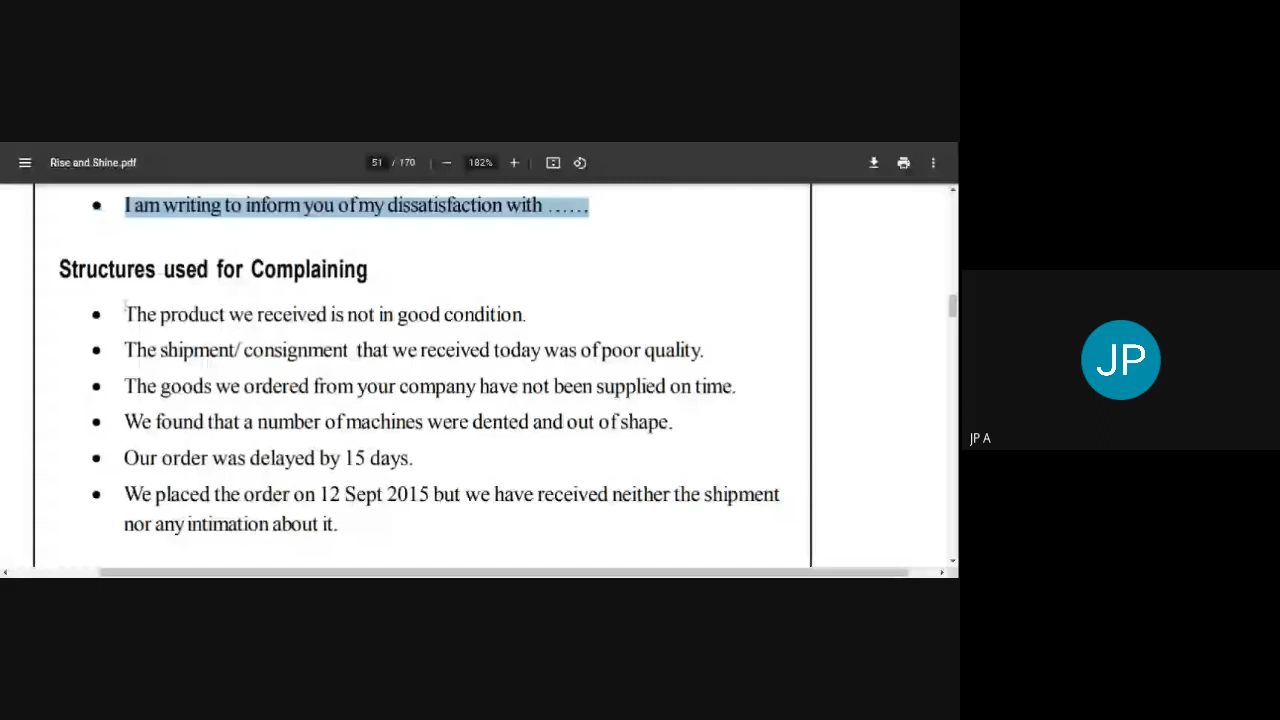 Rise and Shine.pdf
51 / 170
182%
• I am writing to inform you of my dissatisfaction with ......
Structures used for Complaining
• The product we received is not in good condition.
• The shipment/ consignment that we received today was of poor quality.
• The goods we ordered from your company have not been supplied on time.
• We found that a number of machines were dented and out of shape.
• Our order was delayed by 15 days.
• We placed the order on 12 Sept 2015 but we have received neither the shipment
nor any intimation about it.
JP
JP A